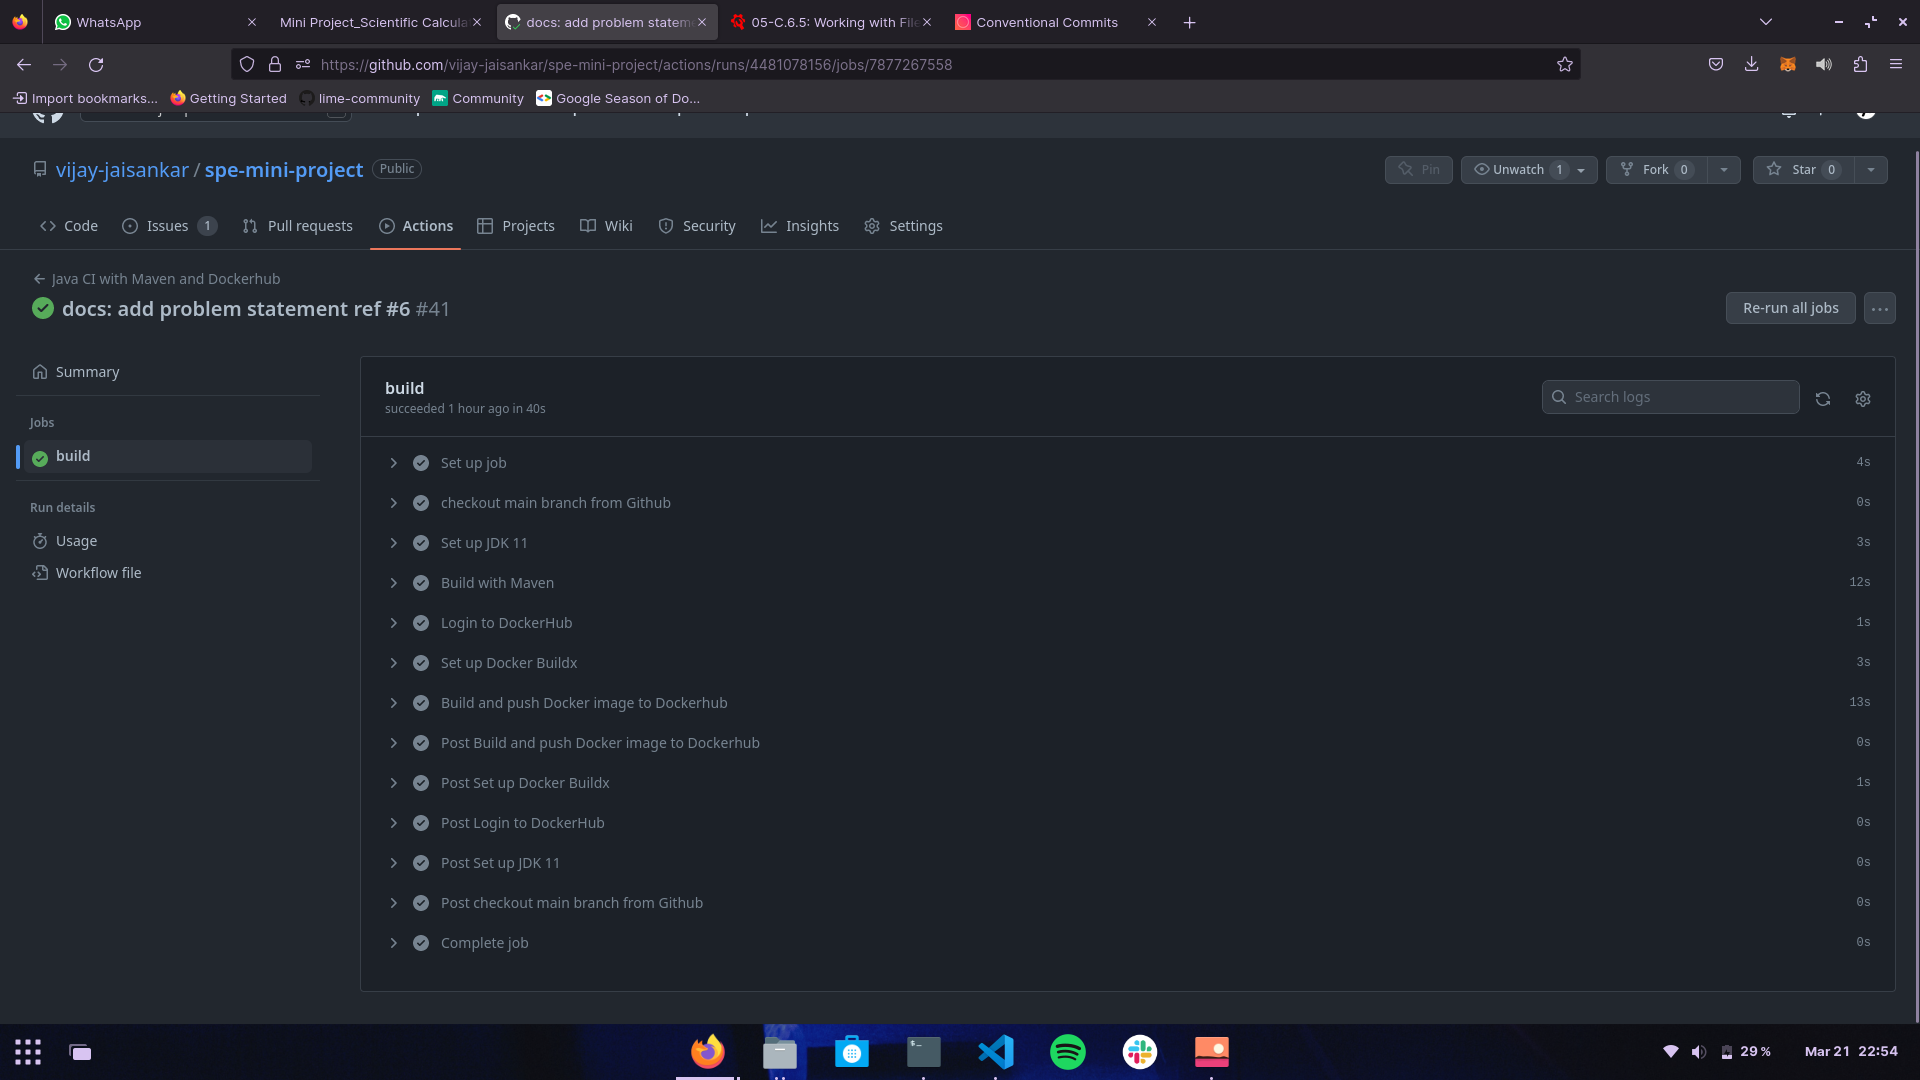 WhatsApp
Mini Project_Scientific Calcula
docs: add problem statem
05-C.6.5: Working with File
Conventional Commits
https://github.com/vijay-jaisankar/spe-mini-project/actions/runs/4481078156/jobs/7877267558
Import bookmarks...
Getting Started
lime-community
Community
Google Season of Do...
vijay-jaisankar / spe-mini-project Public
Pin
Unwatch 1
Fork 0
Star 0
Code
Issues 1
Pull requests
Actions
Projects
Wiki
Security
Insights
Settings
Java CI with Maven and Dockerhub
docs: add problem statement ref #6 #41
Re-run all jobs
Summary
Jobs
build
Run details
Usage
Workflow file
build
succeeded 1 hour ago in 40s
Search logs
Set up job 4s
checkout main branch from Github 0s
Set up JDK 11 3s
Build with Maven 12s
Login to DockerHub 1s
Set up Docker Buildx 3s
Build and push Docker image to Dockerhub 13s
Post Build and push Docker image to Dockerhub 0s
Post Set up Docker Buildx 1s
Post Login to DockerHub 0s
Post Set up JDK 11 0s
Post checkout main branch from Github 0s
Complete job 0s
29 %
Mar 21 22:54